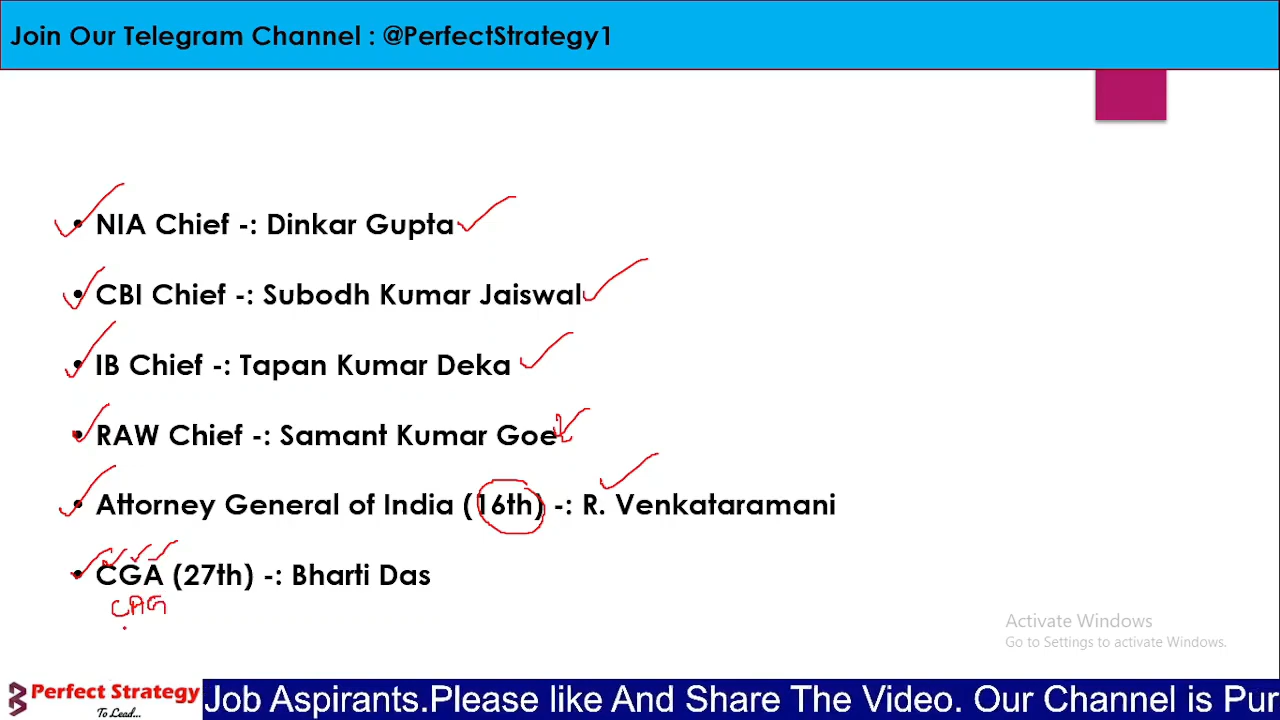 Join Our Telegram Channel : @PerfectStrategy1
• NIA Chief -: Dinkar Gupta
• CBI Chief -: Subodh Kumar Jaiswal
• IB Chief -: Tapan Kumar Deka
• RAW Chief -: Samant Kumar Goe
• Attorney General of India (16th) -: R. Venkataramani
• CGA (27th) -: Bharti Das
CAG
Activate Windows
Go to Settings to activate Windows.
Perfect Strategy
To Lead...
Job Aspirants.Please like And Share The Video. Our Channel is Pur